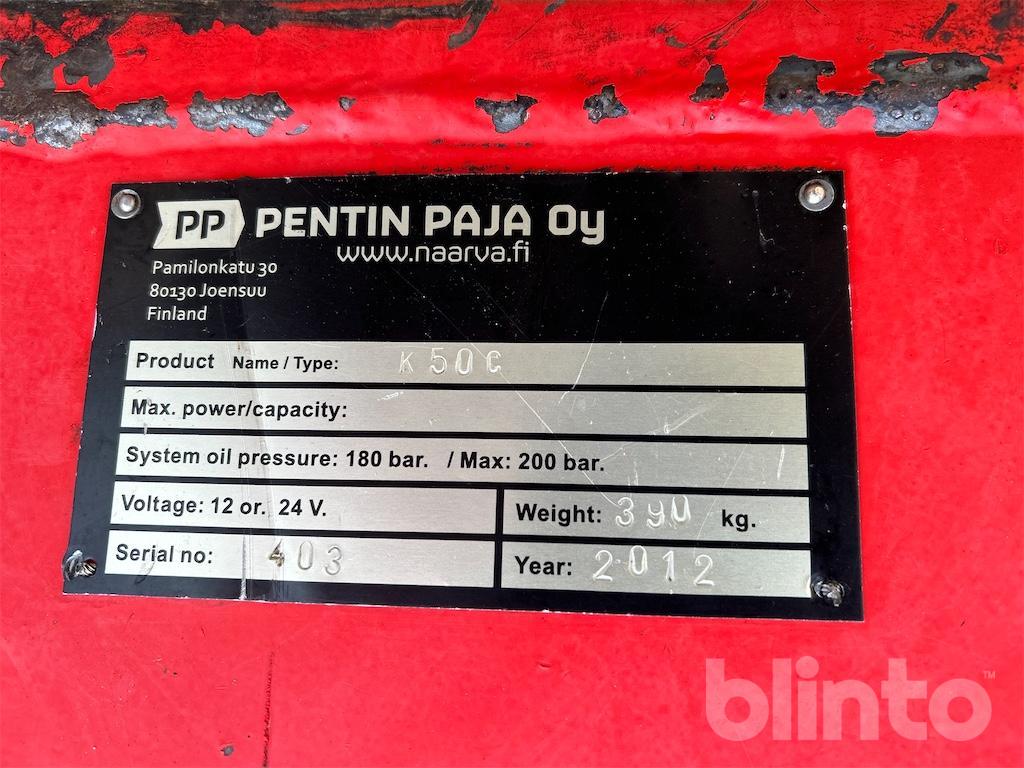 PP PENTIN PAJA Oy
www.naarva.fi
Pamilonkatu 30
80130 Joensuu
Finland
Product Name / Type: K 50C
Max. power/capacity:
System oil pressure: 180 bar. / Max: 200 bar.
Voltage: 12 or. 24 V.
Weight: 390 kg.
Serial no: 403
Year: 2012
blinto™